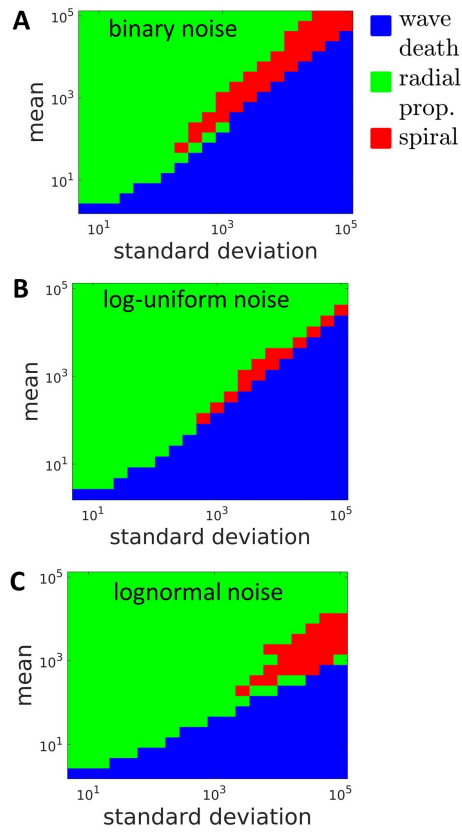 A
binary noise
10^5
10^3
10^1
mean
10^1
10^3
10^5
standard deviation
wave
death
radial
prop.
spiral
B
log-uniform noise
10^5
10^3
10^1
mean
10^1
10^3
10^5
standard deviation
C
lognormal noise
10^5
10^3
10^1
mean
10^1
10^3
10^5
standard deviation